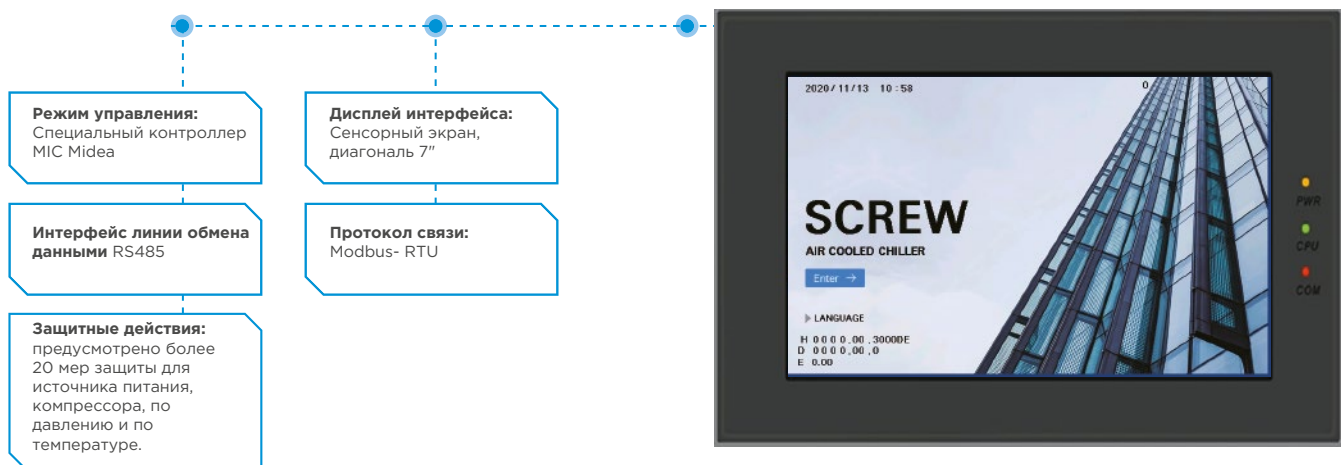 Режим управления:
Специальный контроллер
MIC Midea
Интерфейс линии обмена
данными RS485
Защитные действия:
предусмотрено более
20 мер защиты для
источника питания,
компрессора, по
давлению и по
температуре.
Дисплей интерфейса:
Сенсорный экран,
диагональ 7"
Протокол связи:
Modbus- RTU
2020/11/13 10:58
0
SCREW
AIR COOLED CHILLER
Enter →
LANGUAGE
H 0000.00.3000DE
D 0000.00.0
E 0.00
PWR
CPU
COM